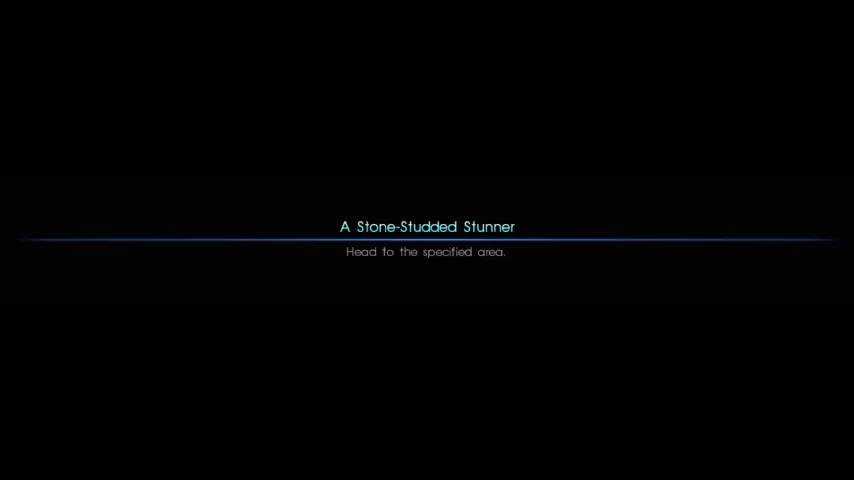 A Stone-Studded Stunner
Head to the specified area.